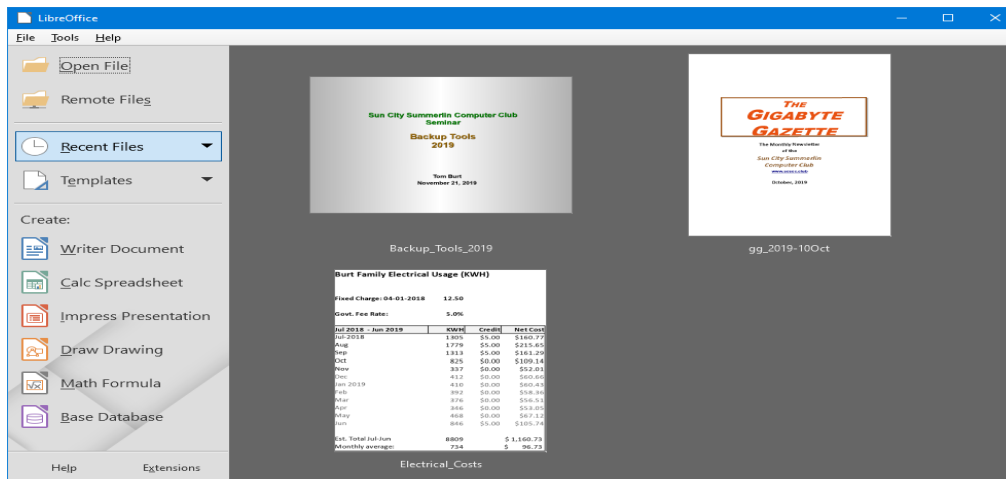 LibreOffice
File Tools Help
Open File
Remote Files
Recent Files
Templates
Create:
Writer Document
Calc Spreadsheet
Impress Presentation
Draw Drawing
Math Formula
Base Database
Help Extensions
Sun City Summerlin Computer Club
Seminar
Backup Tools
2019
Tom Burt
November 21, 2019
Backup_Tools_2019
THE
GIGABYTE
GAZETTE
The Monthly Newsletter
of the
Sun City Summerlin
Computer Club
www.scscc.club
October, 2019
gg_2019-10Oct
Burt Family Electrical Usage (KWH)
Fixed Charge: 04-01-2018 12.50
Govt. Fee Rate: 5.0%
Jul 2018 - Jun 2019 KWH Credit Net Cost
Jul-2018 1305 $5.00 $160.77
Aug 1779 $5.00 $215.65
Sep 1313 $5.00 $161.29
Oct 825 $0.00 $109.14
Nov 337 $0.00 $52.01
Dec 412 $0.00 $60.66
Jan 2019 410 $0.00 $60.43
Feb 392 $0.00 $58.36
Mar 376 $0.00 $56.51
Apr 346 $0.00 $53.05
May 468 $0.00 $67.12
Jun 846 $5.00 $105.74
Est. Total Jul-Jun 8809 $ 1,160.73
Monthly average: 734 $ 96.73
Electrical_Costs